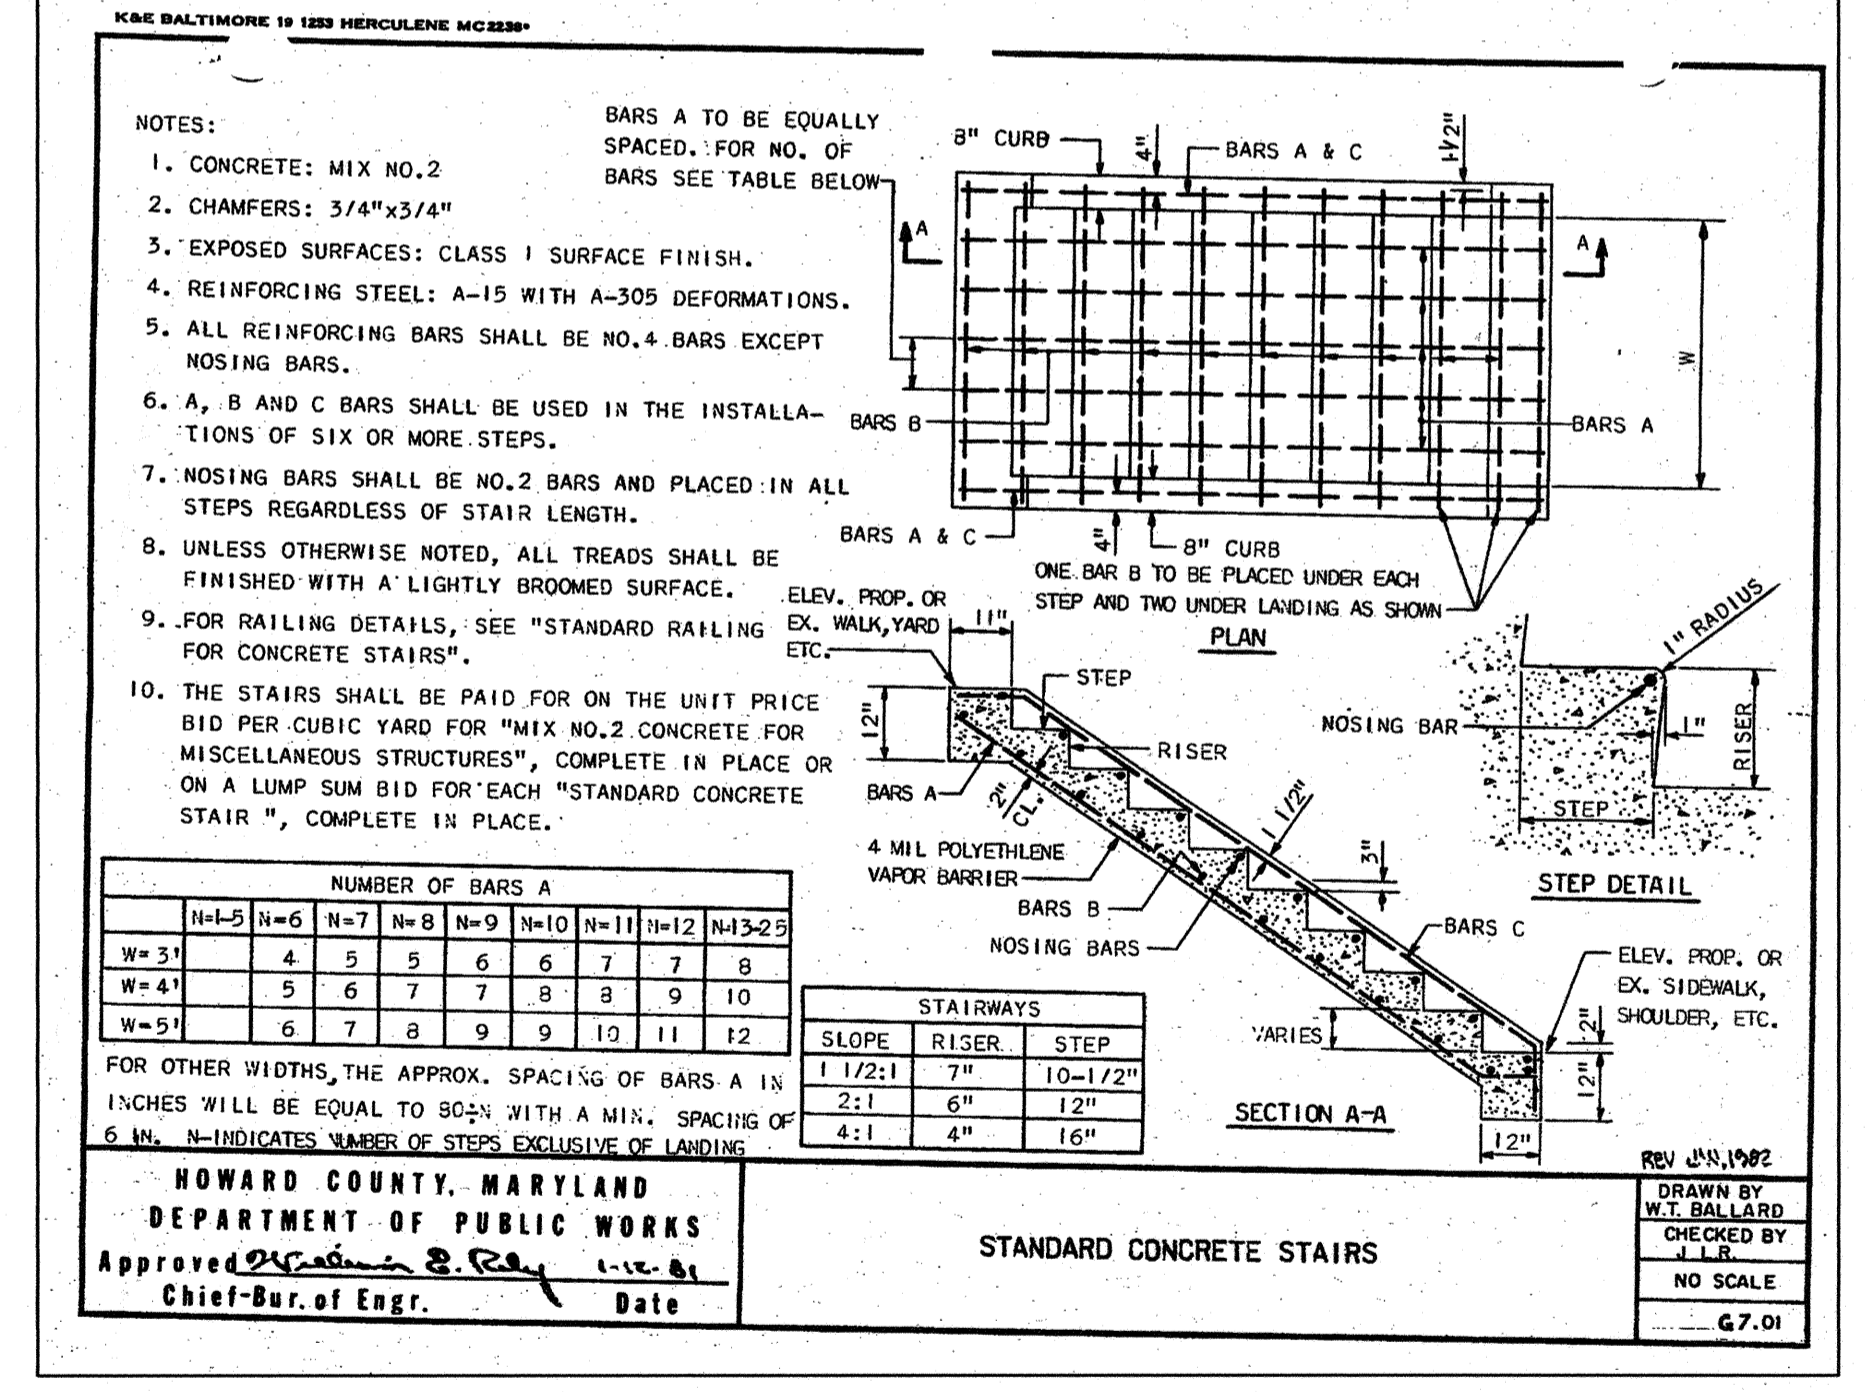 K&E BALTIMORE 19 1253 HERCULENE
NOTES:
1. CONCRETE: MIX NO.2
2. CHAMFERS: 3/4"x3/4"
3. EXPOSED SURFACES: CLASS 1 SURFACE FINISH.
4. REINFORCING STEEL: A-15 WITH A-305 DEFORMATIONS.
5. ALL REINFORCING BARS SHALL BE NO.4 BARS EXCEPT
NOSING BARS.
6. A, B AND C BARS SHALL BE USED IN THE INSTALLA-
TIONS OF SIX OR MORE STEPS.
7. NOSING BARS SHALL BE NO.2 BARS AND PLACED IN ALL
STEPS REGARDLESS OF STAIR LENGTH.
8. UNLESS OTHERWISE NOTED, ALL TREADS SHALL BE
FINISHED WITH A LIGHTLY BROOMED SURFACE.
9. FOR RAILING DETAILS, SEE "STANDARD RAILING
FOR CONCRETE STAIRS".
10. THE STAIRS SHALL BE PAID FOR ON THE UNIT PRICE
BID PER CUBIC YARD FOR "MIX NO.2 CONCRETE FOR
MISCELLANEOUS STRUCTURES", COMPLETE IN PLACE OR
ON A LUMP SUM BID FOR EACH "STANDARD CONCRETE
STAIR ", COMPLETE IN PLACE.
BARS A TO BE EQUALLY
SPACED. FOR NO. OF
BARS SEE TABLE BELOW
8" CURB
4"
BARS A & C
1-1/2"
A
A
W
BARS B
BARS A
BARS A & C
4"
8" CURB
ONE BAR B TO BE PLACED UNDER EACH
STEP AND TWO UNDER LANDING AS SHOWN
PLAN
ELEV. PROP. OR
EX. WALK, YARD
ETC.
11"
12"
STEP
RISER
BARS A
2"
CL.
4 MIL POLYETHLENE
VAPOR BARRIER
BARS B
NOSING BARS
1 1/2"
3"
BARS C
VARIES
ELEV. PROP. OR
EX. SIDEWALK,
SHOULDER, ETC.
2"
12"
12"
SECTION A-A
1" RADIUS
NOSING BAR
1"
RISER
STEP
STEP DETAIL
NUMBER OF BARS A
N=1-5 N=6 N=7 N=8 N=9 N=10 N=11 N=12 N=13-25
W=3' 4 5 5 6 6 7 7 8
W=4' 5 6 7 7 8 8 9 10
W=5' 6 7 8 9 9 10 11 12
FOR OTHER WIDTHS, THE APPROX. SPACING OF BARS A IN
INCHES WILL BE EQUAL TO 80÷N WITH A MIN. SPACING OF
6 IN. N-INDICATES NUMBER OF STEPS EXCLUSIVE OF LANDING
STAIRWAYS
SLOPE RISER STEP
1 1/2:1 7" 10-1/2"
2:1 6" 12"
4:1 4" 16"
HOWARD COUNTY, MARYLAND
DEPARTMENT OF PUBLIC WORKS
Approved 1-12-81
Chief-Bur. of Engr. Date
STANDARD CONCRETE STAIRS
REV JAN, 1982
DRAWN BY
W.T. BALLARD
CHECKED BY
J.L.R.
NO SCALE
G7.01